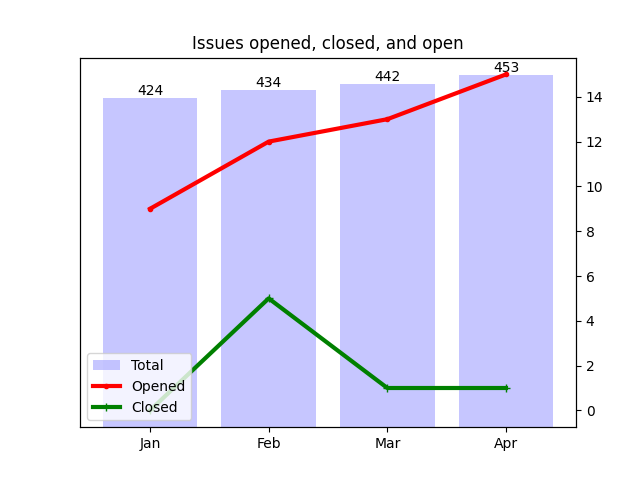 Issues opened, closed, and open
424
434
442
453
14
12
10
8
6
4
2
0
Total
Opened
Closed
Jan
Feb
Mar
Apr